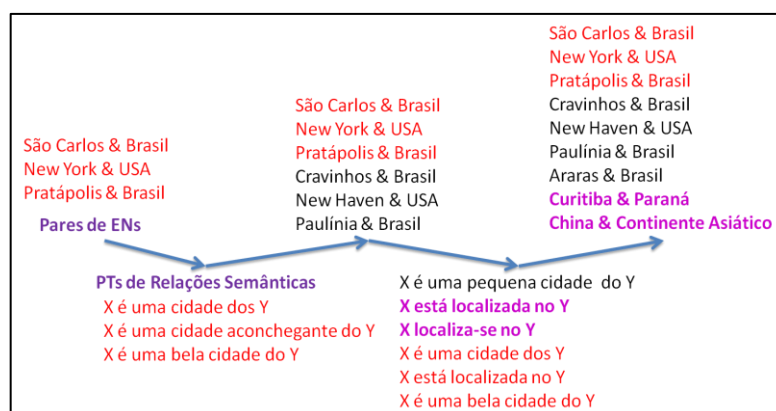 São Carlos & Brasil
New York & USA
Pratápolis & Brasil
Pares de ENs
PTs de Relações Semânticas
X é uma cidade dos Y
X é uma cidade aconchegante do Y
X é uma bela cidade do Y
São Carlos & Brasil
New York & USA
Pratápolis & Brasil
Cravinhos & Brasil
New Haven & USA
Paulínia & Brasil
X é uma pequena cidade do Y
X está localizada no Y
X localiza-se no Y
X é uma cidade dos Y
X está localizada no Y
X é uma bela cidade do Y
São Carlos & Brasil
New York & USA
Pratápolis & Brasil
Cravinhos & Brasil
New Haven & USA
Paulínia & Brasil
Araras & Brasil
Curitiba & Paraná
China & Continente Asiático